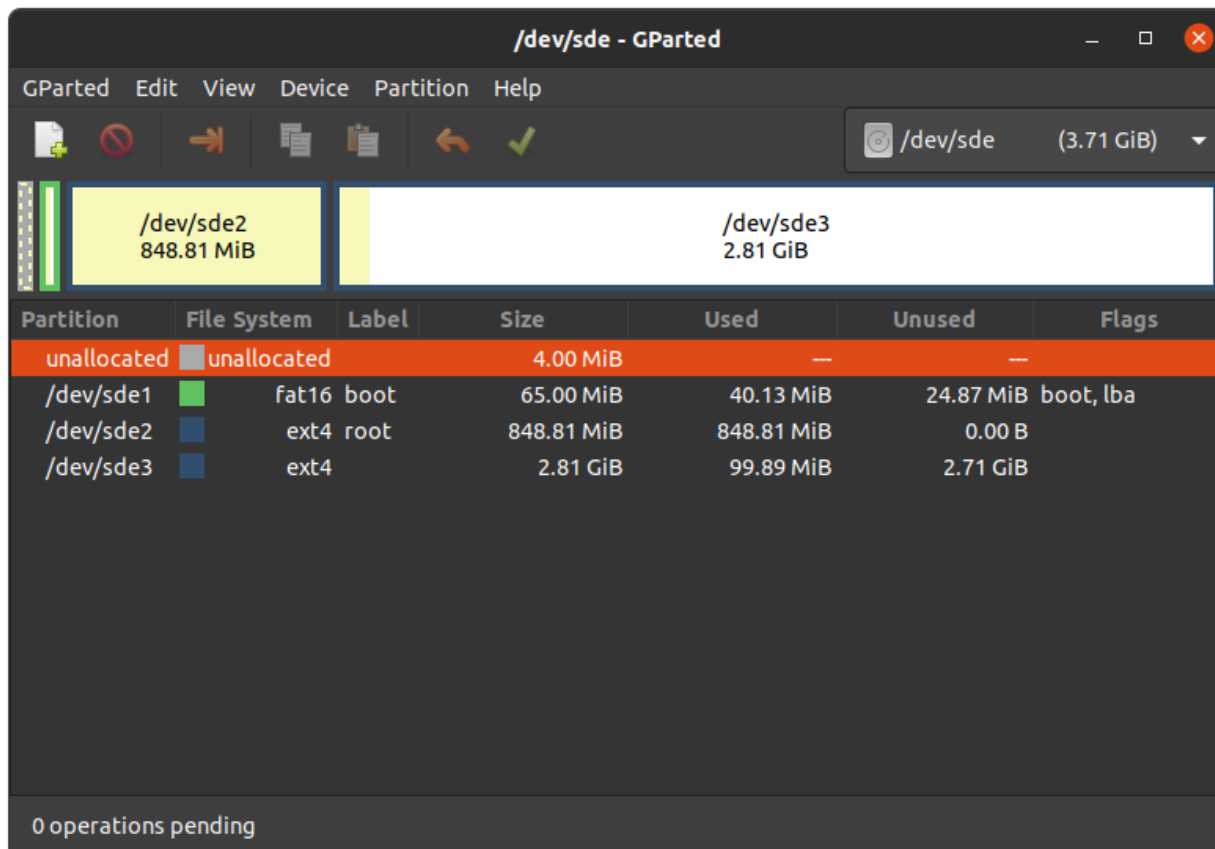 /dev/sde - GParted
GParted Edit View Device Partition Help
/dev/sde (3.71 GiB)
/dev/sde2
848.81 MiB
/dev/sde3
2.81 GiB
Partition File System Label Size Used Unused Flags
unallocated unallocated 4.00 MiB --- ---
/dev/sde1 fat16 boot 65.00 MiB 40.13 MiB 24.87 MiB boot, lba
/dev/sde2 ext4 root 848.81 MiB 848.81 MiB 0.00 B
/dev/sde3 ext4 2.81 GiB 99.89 MiB 2.71 GiB
0 operations pending